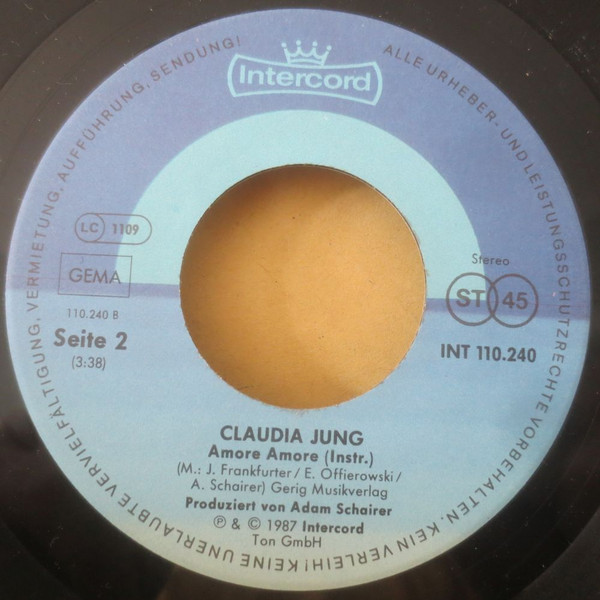 Intercord
ALLE URHEBER- UND LEISTUNGSSCHUTZRECHTE VORBEHALTEN. KEIN VERLEIH! KEINE UNERLAUBTE VERVIELFÄLTIGUNG, VERMIETUNG, AUFFÜHRUNG, SENDUNG!
LC 1109
GEMA
110.240 B
Seite 2
(3:38)
Stereo
ST 45
INT 110.240
CLAUDIA JUNG
Amore Amore (Instr.)
(M.: J. Frankfurter / E. Offierowski /
A. Schairer) Gerig Musikverlag
Produziert von Adam Schairer
℗ & © 1987 Intercord
Ton GmbH